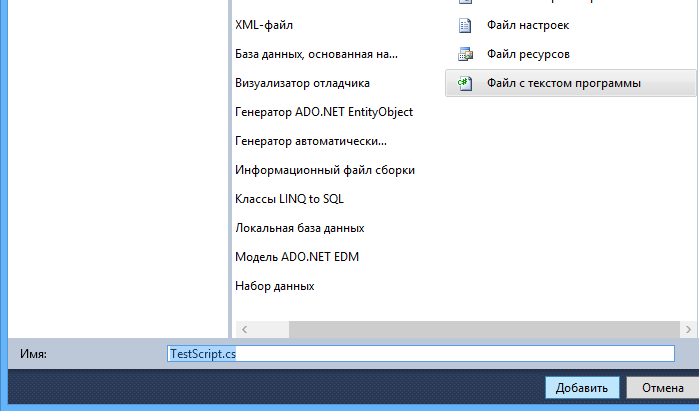 XML-файл
База данных, основанная на...
Визуализатор отладчика
Генератор ADO.NET EntityObject
Генератор автоматически...
Информационный файл сборки
Классы LINQ to SQL
Локальная база данных
Модель ADO.NET EDM
Набор данных
Файл настроек
Файл ресурсов
C# Файл с текстом программы
Имя: TestScript.cs
Добавить Отмена